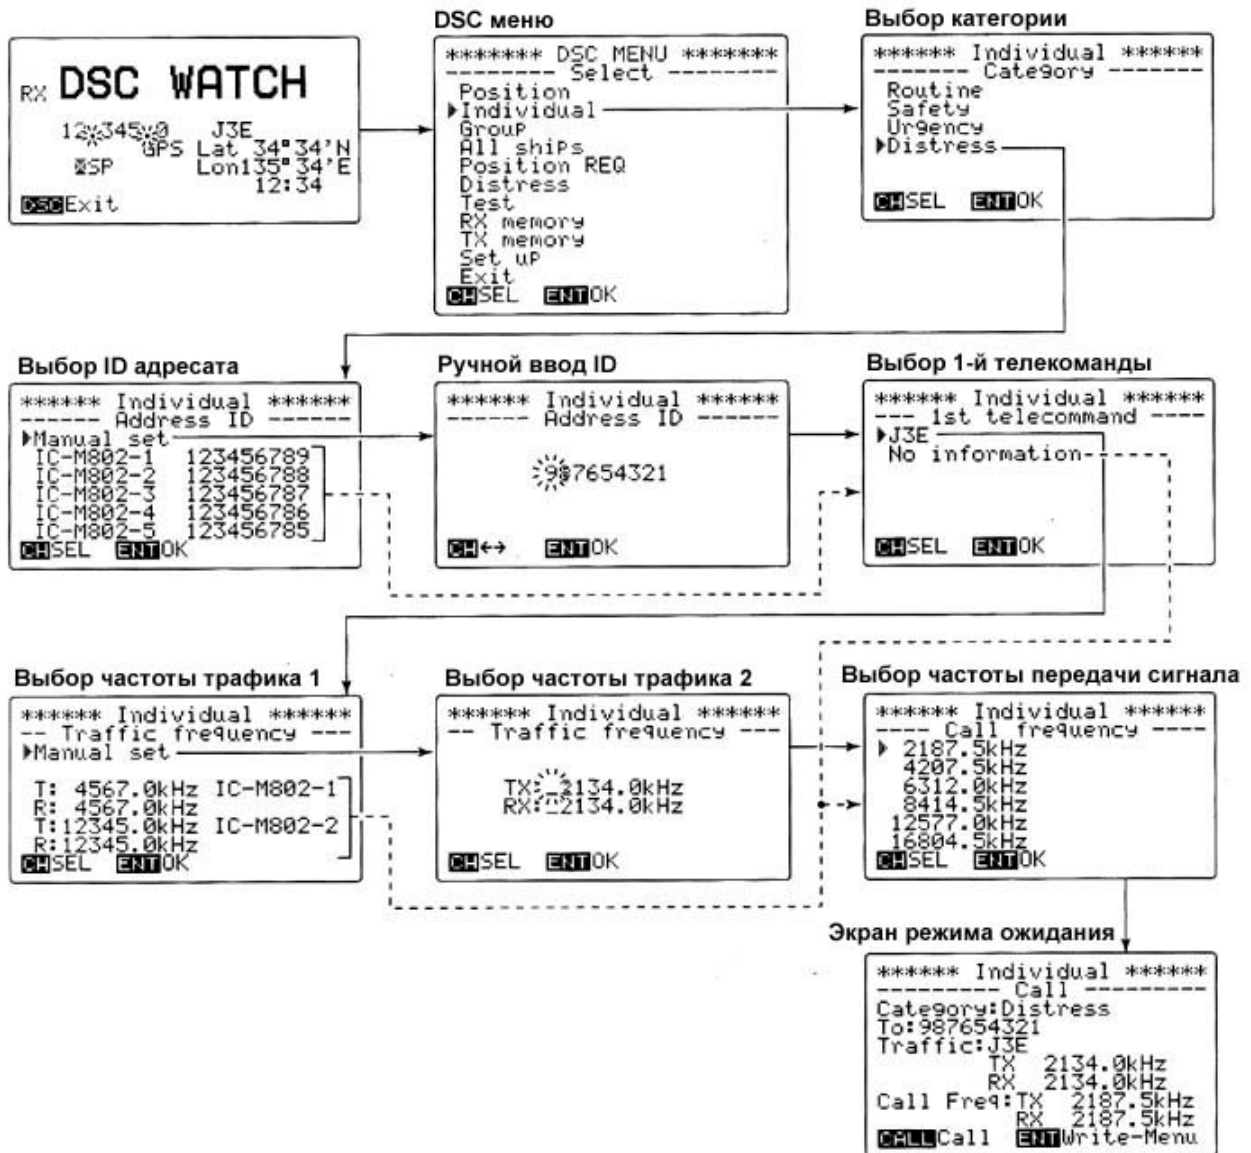 DSC WATCH
RX
12 345 0 J3E
GPS Lat 34°34'N
SP Lon135°34'E
12:34
DSC Exit
DSC меню
******* DSC MENU *******
-------- Select --------
Position
▶Individual
Group
All ships
Position REQ
Distress
Test
RX memory
TX memory
Set up
Exit
CH SEL ENT OK
Выбор категории
****** Individual ******
------- Category -------
Routine
Safety
Urgency
▶Distress
CH SEL ENT OK
Выбор ID адресата
****** Individual ******
------ Address ID ------
▶Manual set
IC-M802-1 123456789
IC-M802-2 123456788
IC-M802-3 123456787
IC-M802-4 123456786
IC-M802-5 123456785
CH SEL ENT OK
Ручной ввод ID
****** Individual ******
------ Address ID ------
987654321
CH ↔ ENT OK
Выбор 1-й телекоманды
****** Individual ******
--- 1st telecommand ----
▶J3E
No information
CH SEL ENT OK
Выбор частоты трафика 1
****** Individual ******
-- Traffic frequency ---
▶Manual set
T: 4567.0kHz IC-M802-1
R: 4567.0kHz
T:12345.0kHz IC-M802-2
R:12345.0kHz
CH SEL ENT OK
Выбор частоты трафика 2
****** Individual ******
-- Traffic frequency ---
TX:_2134.0kHz
RX:_2134.0kHz
CH SEL ENT OK
Выбор частоты передачи сигнала
****** Individual ******
---- Call frequency ----
▶ 2187.5kHz
4207.5kHz
6312.0kHz
8414.5kHz
12577.0kHz
16804.5kHz
CH SEL ENT OK
Экран режима ожидания
****** Individual ******
--------- Call ---------
Category:Distress
To:987654321
Traffic:J3E
TX 2134.0kHz
RX 2134.0kHz
Call Freq:TX 2187.5kHz
RX 2187.5kHz
CALL Call ENT Write-Menu